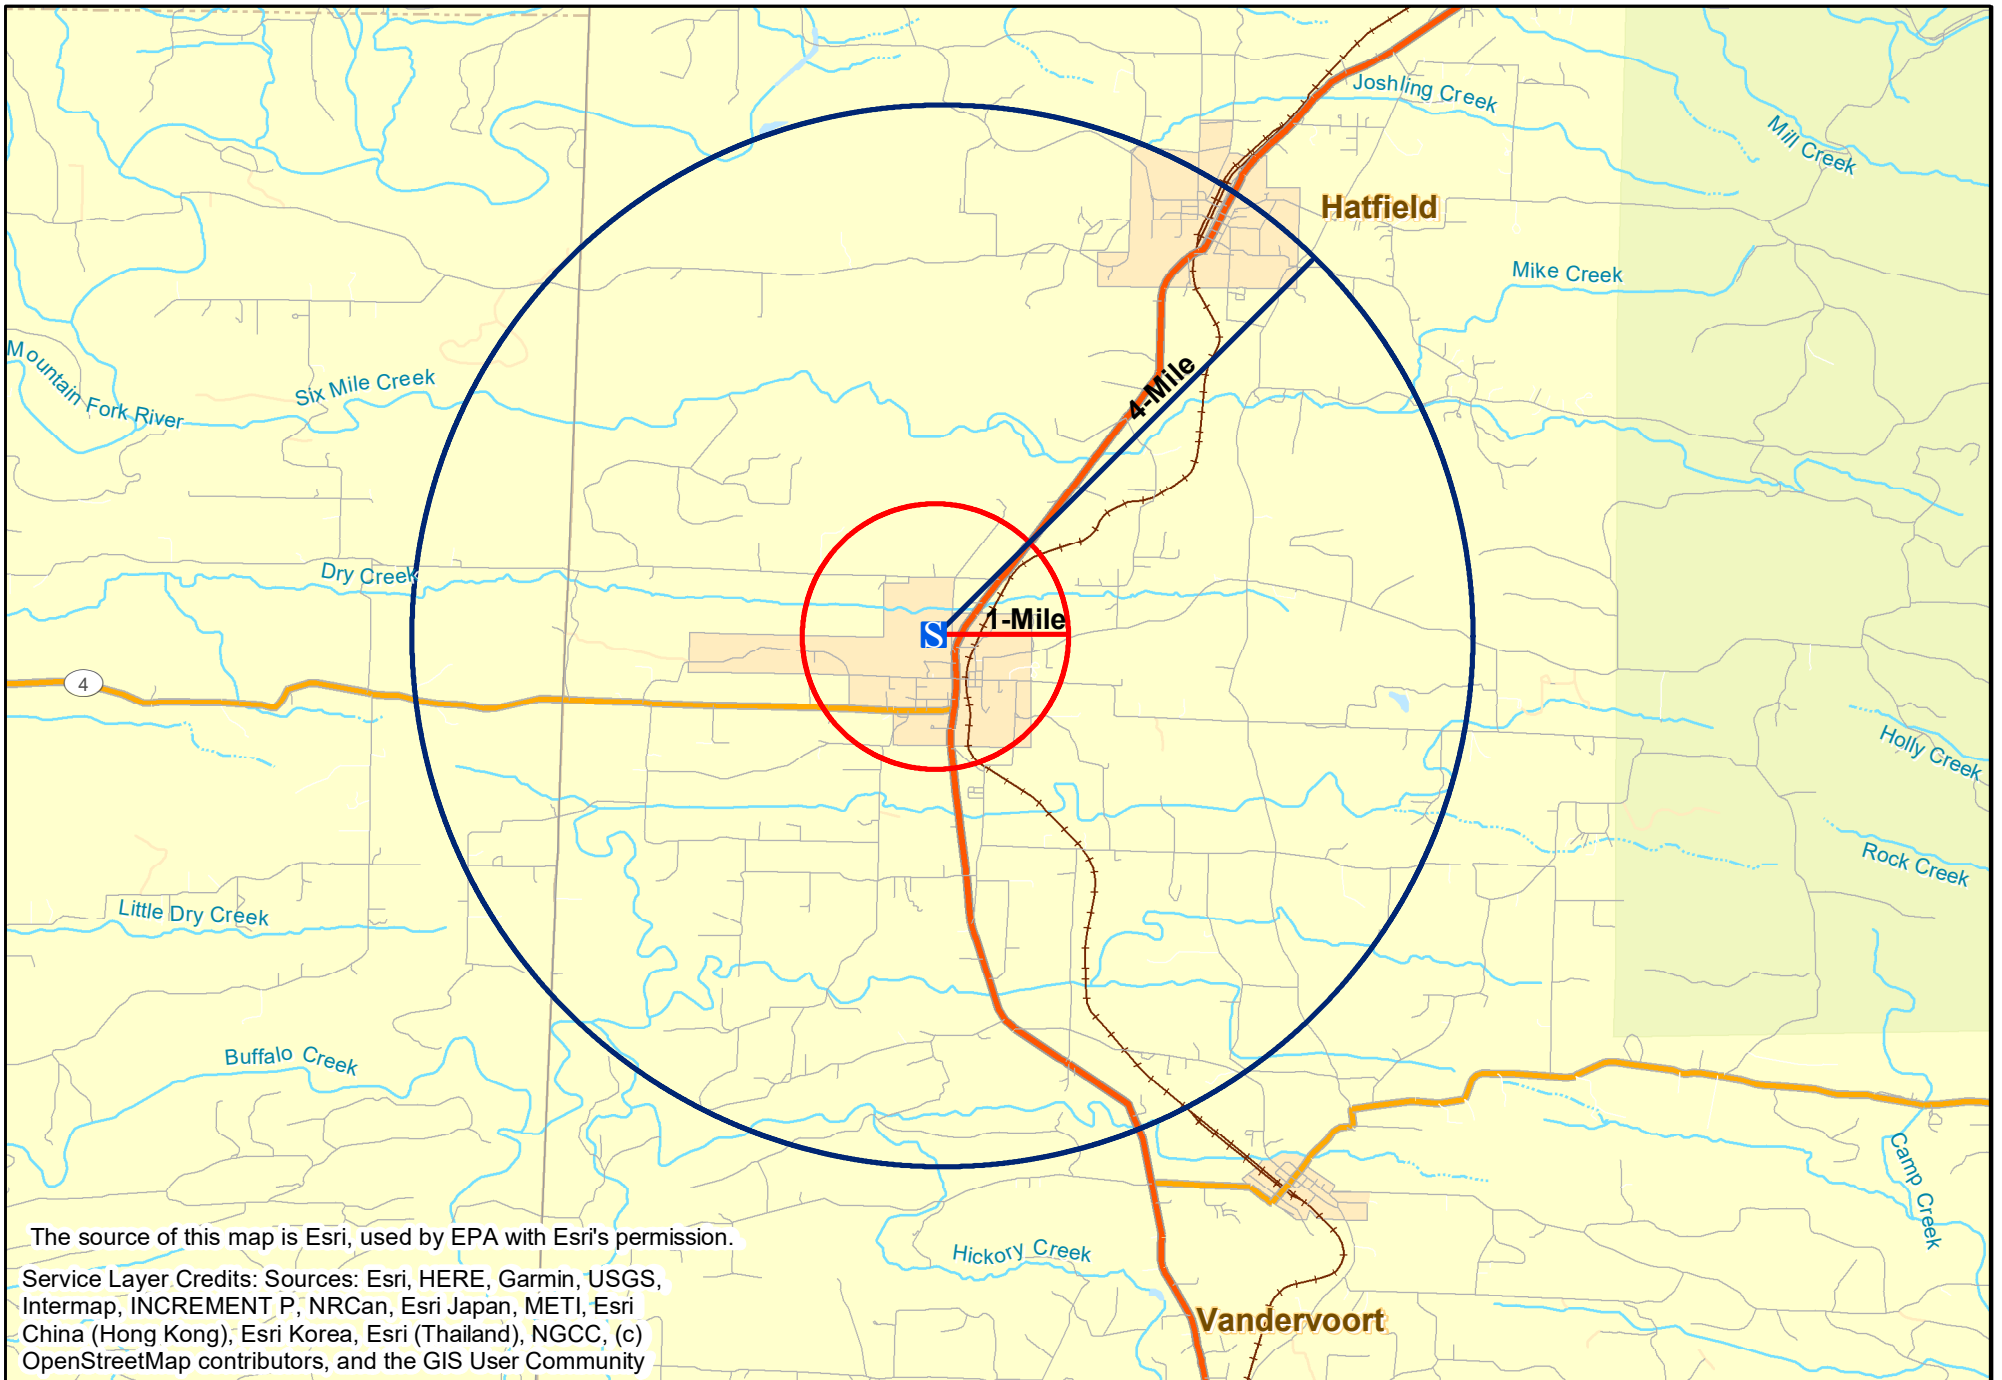 Joshling Creek
Mill Creek
Hatfield
Mike Creek
Mountain Fork River
Six Mile Creek
4-Mile
Dry Creek
1-Mile
S
4
Holly Creek
Rock Creek
Little Dry Creek
Buffalo Creek
Camp Creek
Hickory Creek
Vandervoort
The source of this map is Esri, used by EPA with Esri's permission.
Service Layer Credits: Sources: Esri, HERE, Garmin, USGS,
Intermap, INCREMENT P, NRCan, Esri Japan, METI, Esri
China (Hong Kong), Esri Korea, Esri (Thailand), NGCC, (c)
OpenStreetMap contributors, and the GIS User Community